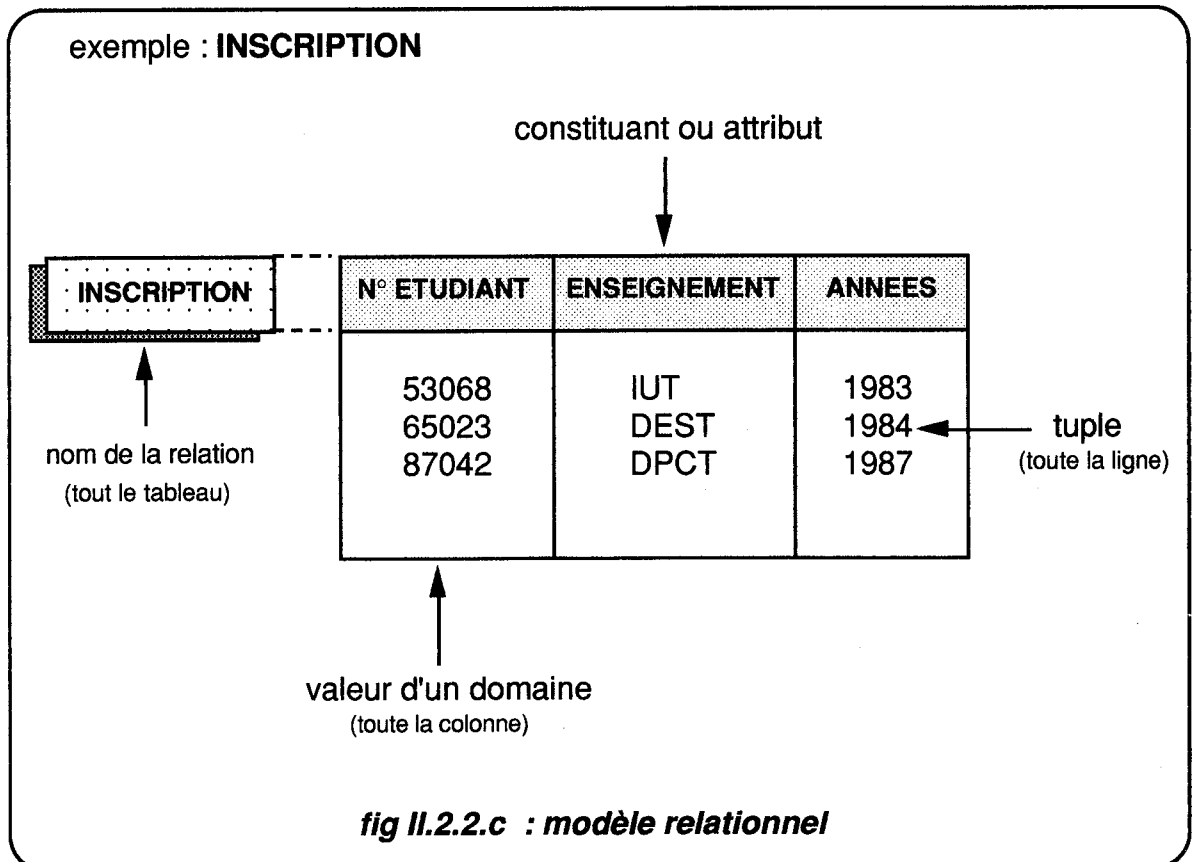 exemple : INSCRIPTION
constituant ou attribut
INSCRIPTION
N° ETUDIANT ENSEIGNEMENT ANNEES
53068 IUT 1983
65023 DEST 1984
87042 DPCT 1987
tuple
(toute la ligne)
nom de la relation
(tout le tableau)
valeur d'un domaine
(toute la colonne)
fig II.2.2.c : modèle relationnel